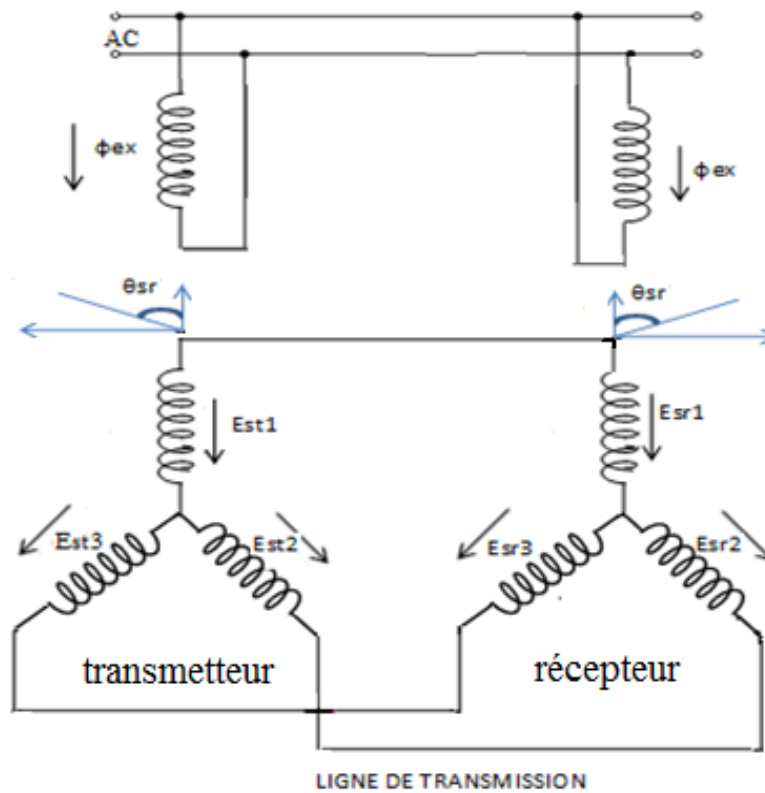 AC
ϕex
ϕex
θsr
θsr
Est1
Esr1
Est3
Est2
Esr3
Esr2
transmetteur
récepteur
LIGNE DE TRANSMISSION